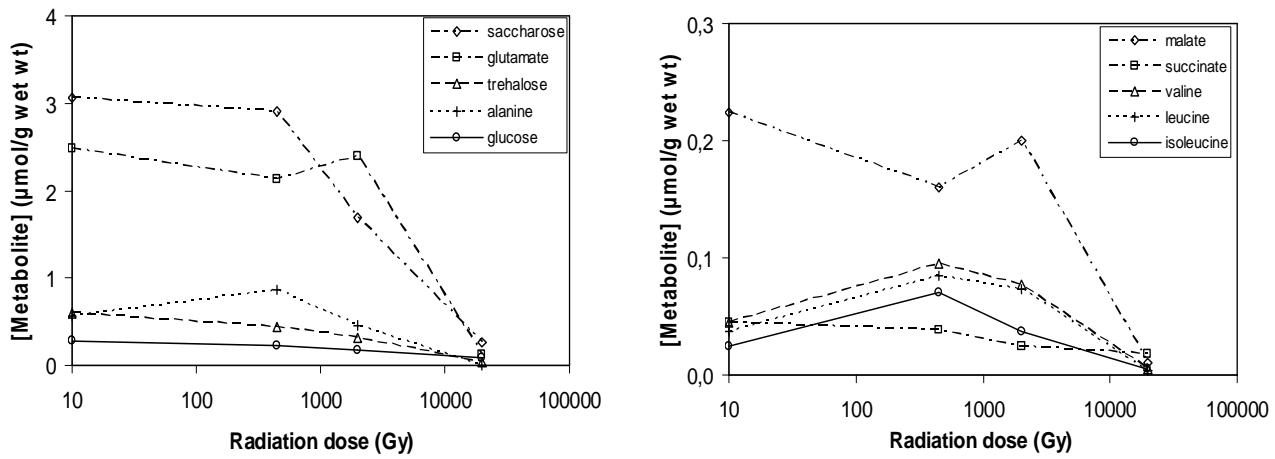 [Metabolite] (µmol/g wet wt)
4
3
2
1
0
saccharose
glutamate
trehalose
alanine
glucose
10
100
1000
10000
100000
Radiation dose (Gy)
[Metabolite] (µmol/g wet wt)
0,3
0,2
0,1
0,0
malate
succinate
valine
leucine
isoleucine
10
100
1000
10000
100000
Radiation dose (Gy)